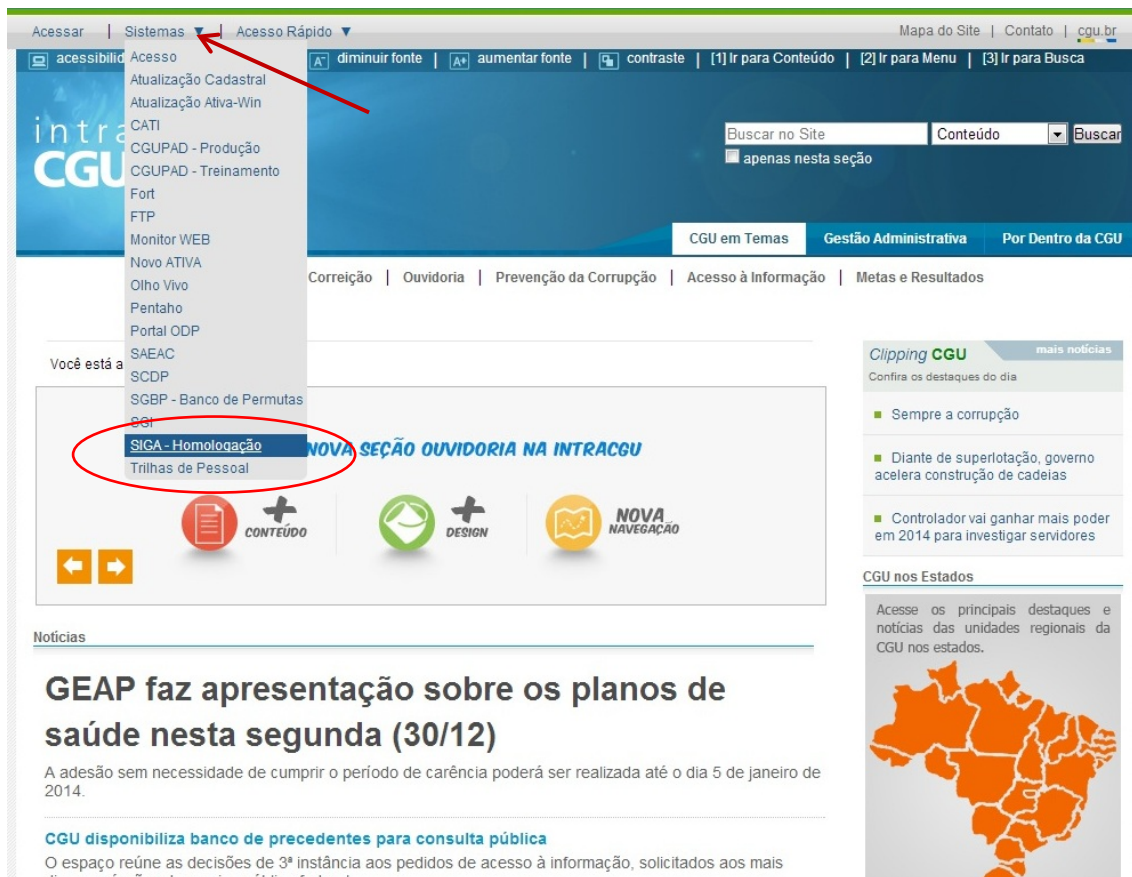 Acessar | Sistemas ▼ | Acesso Rápido ▼
Mapa do Site | Contato | cgu.br
acessibilid
diminuir fonte | A+ aumentar fonte | contraste | [1] Ir para Conteúdo | [2] Ir para Menu | [3] Ir para Busca
Acesso
Atualização Cadastral
Atualização Ativa-Win
CATI
CGUPAD - Produção
CGUPAD - Treinamento
Fort
FTP
Monitor WEB
Novo ATIVA
Olho Vivo
Pentaho
Portal ODP
SAEAC
SCDP
SGBP - Banco de Permutas
SGI
SIGA - Homologação
Trilhas de Pessoal
intra
CGU
Buscar no Site
Conteúdo
Buscar
apenas nesta seção
CGU em Temas
Gestão Administrativa
Por Dentro da CGU
Correição | Ouvidoria | Prevenção da Corrupção | Acesso à Informação | Metas e Resultados
Você está a
NOVA SEÇÃO OUVIDORIA NA INTRACGU
+ CONTEÚDO
+ DESIGN
NOVA NAVEGAÇÃO
Clipping CGU
mais notícias
Confira os destaques do dia
Sempre a corrupção
Diante de superlotação, governo
acelera construção de cadeias
Controlador vai ganhar mais poder
em 2014 para investigar servidores
CGU nos Estados
Acesse os principais destaques e
notícias das unidades regionais da
CGU nos estados.
Notícias
GEAP faz apresentação sobre os planos de
saúde nesta segunda (30/12)
A adesão sem necessidade de cumprir o período de carência poderá ser realizada até o dia 5 de janeiro de
2014.
CGU disponibiliza banco de precedentes para consulta pública
O espaço reúne as decisões de 3ª instância aos pedidos de acesso à informação, solicitados aos mais